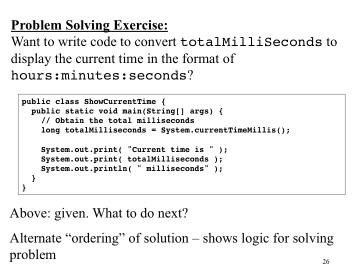 Problem Solving Exercise:
Want to write code to convert totalMilliSeconds to
display the current time in the format of
hours:minutes:seconds?
public class ShowCurrentTime {
public static void main(String[] args) {
// Obtain the total milliseconds
long totalMilliseconds = System.currentTimeMillis();
System.out.print( "Current time is " );
System.out.print( totalMilliseconds );
System.out.println( " milliseconds" );
}
}
Above: given. What to do next?
Alternate “ordering” of solution – shows logic for solving
problem
26